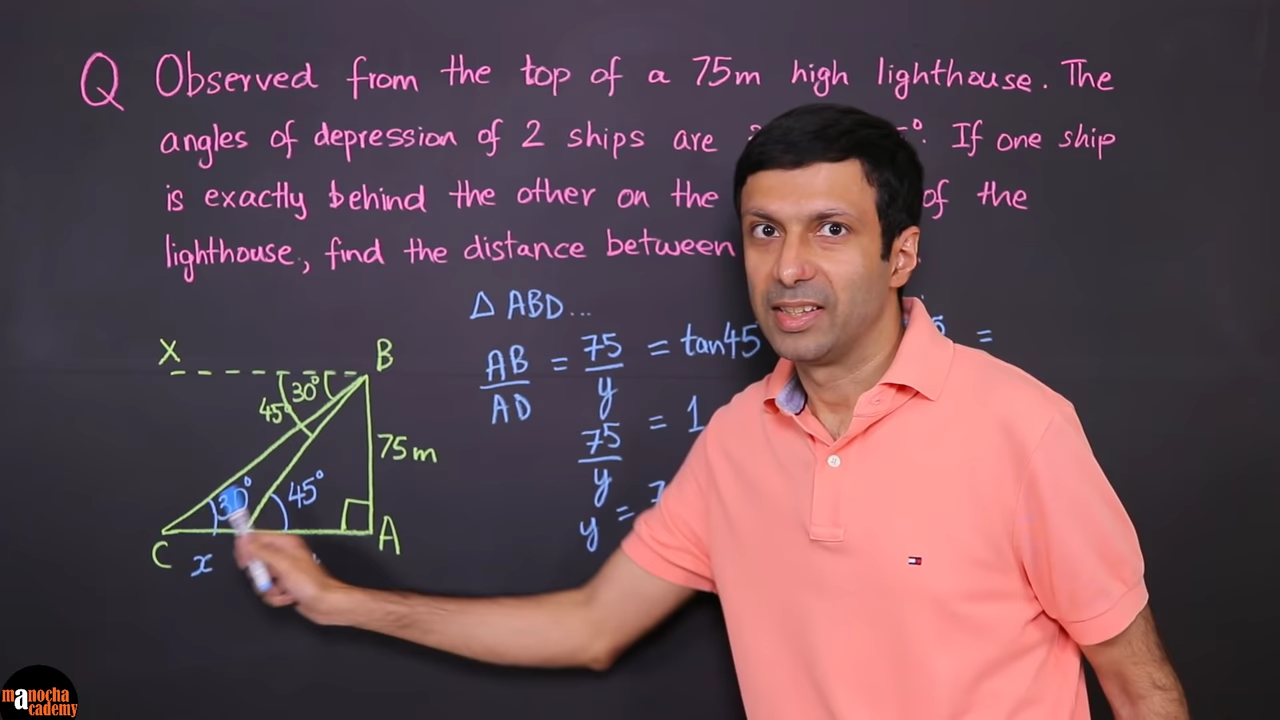 Q Observed from the top of a 75m high lighthouse. The
angles of depression of 2 ships are °. If one ship
is exactly behind the other on the of the
lighthouse, find the distance between
Δ ABD...
AB/AD = 75/y = tan45
=
75/y = 1
y =
X
B
45°
30°
75m
30°
45°
C
A
x
manocha
academy